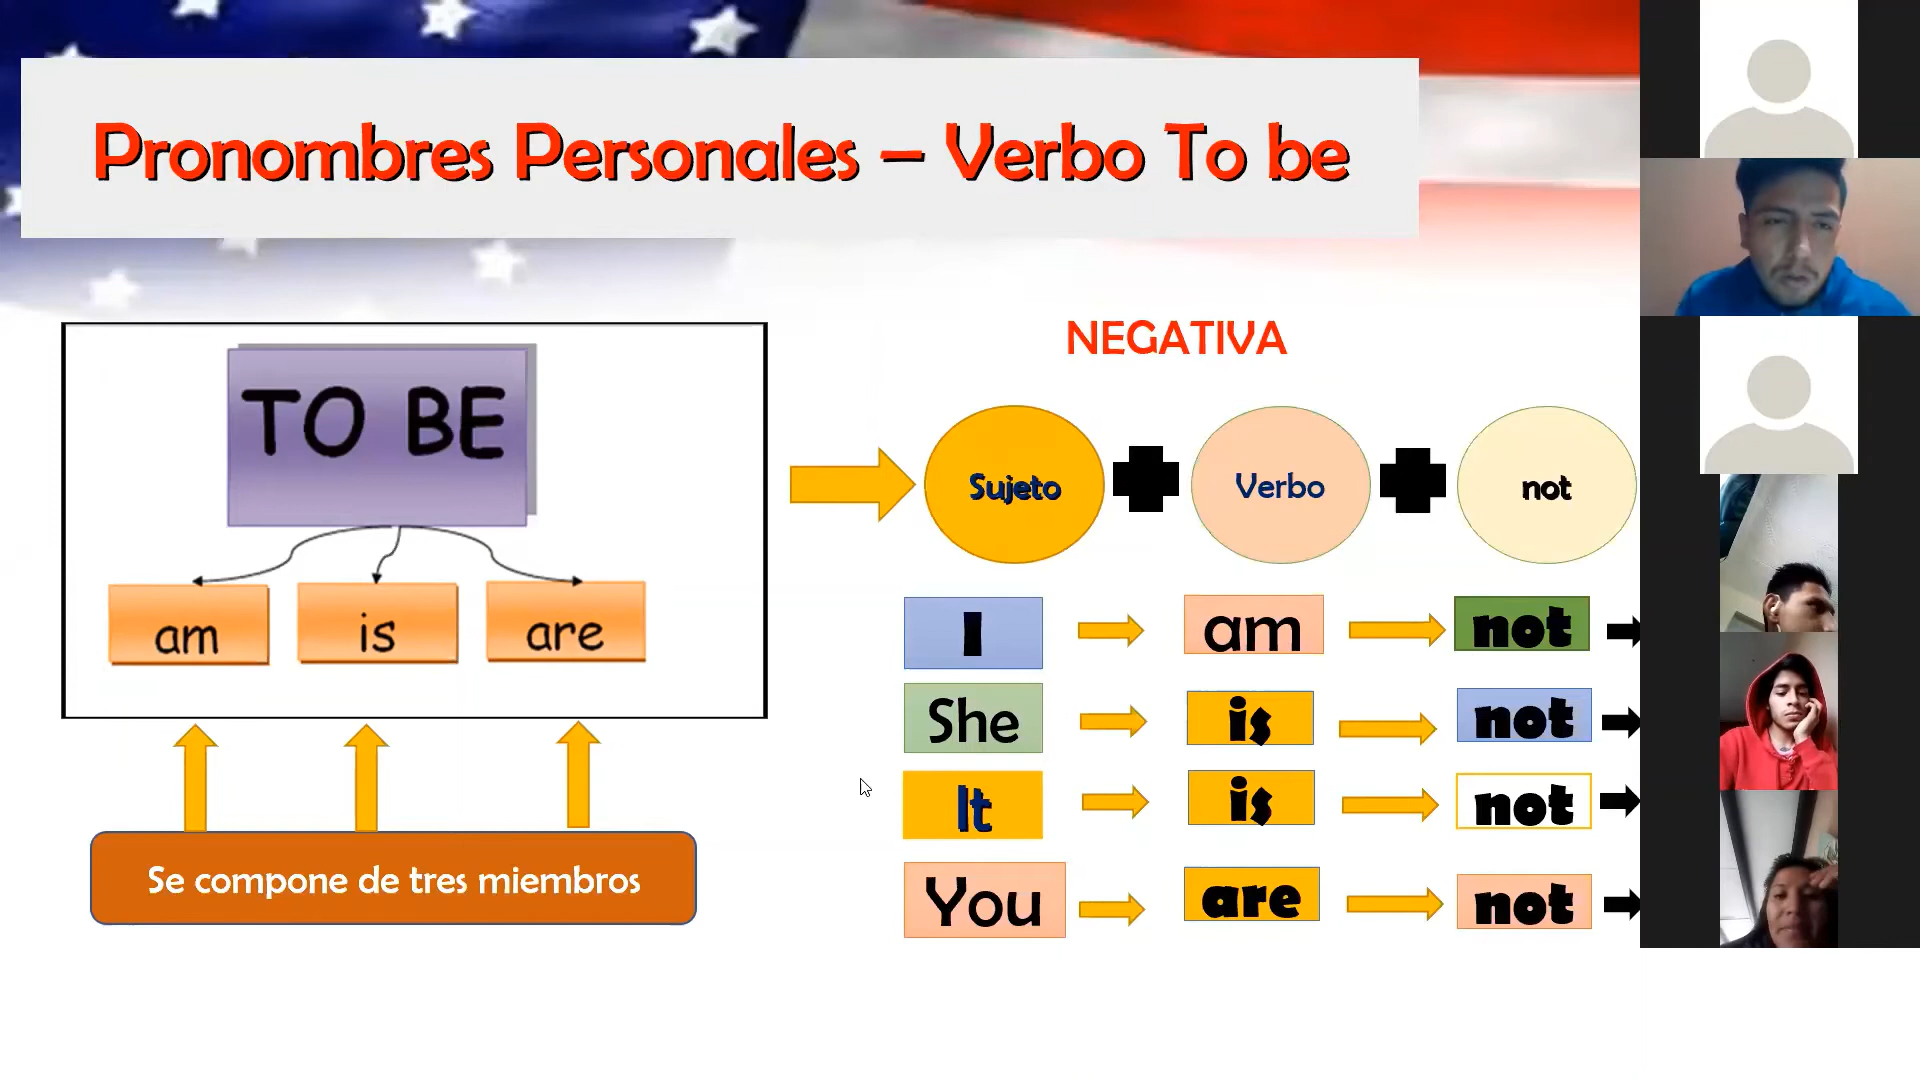 Pronombres Personales – Verbo To be
TO BE
am is are
Se compone de tres miembros
NEGATIVA
Sujeto Verbo not
I am not
She is not
It is not
You are not